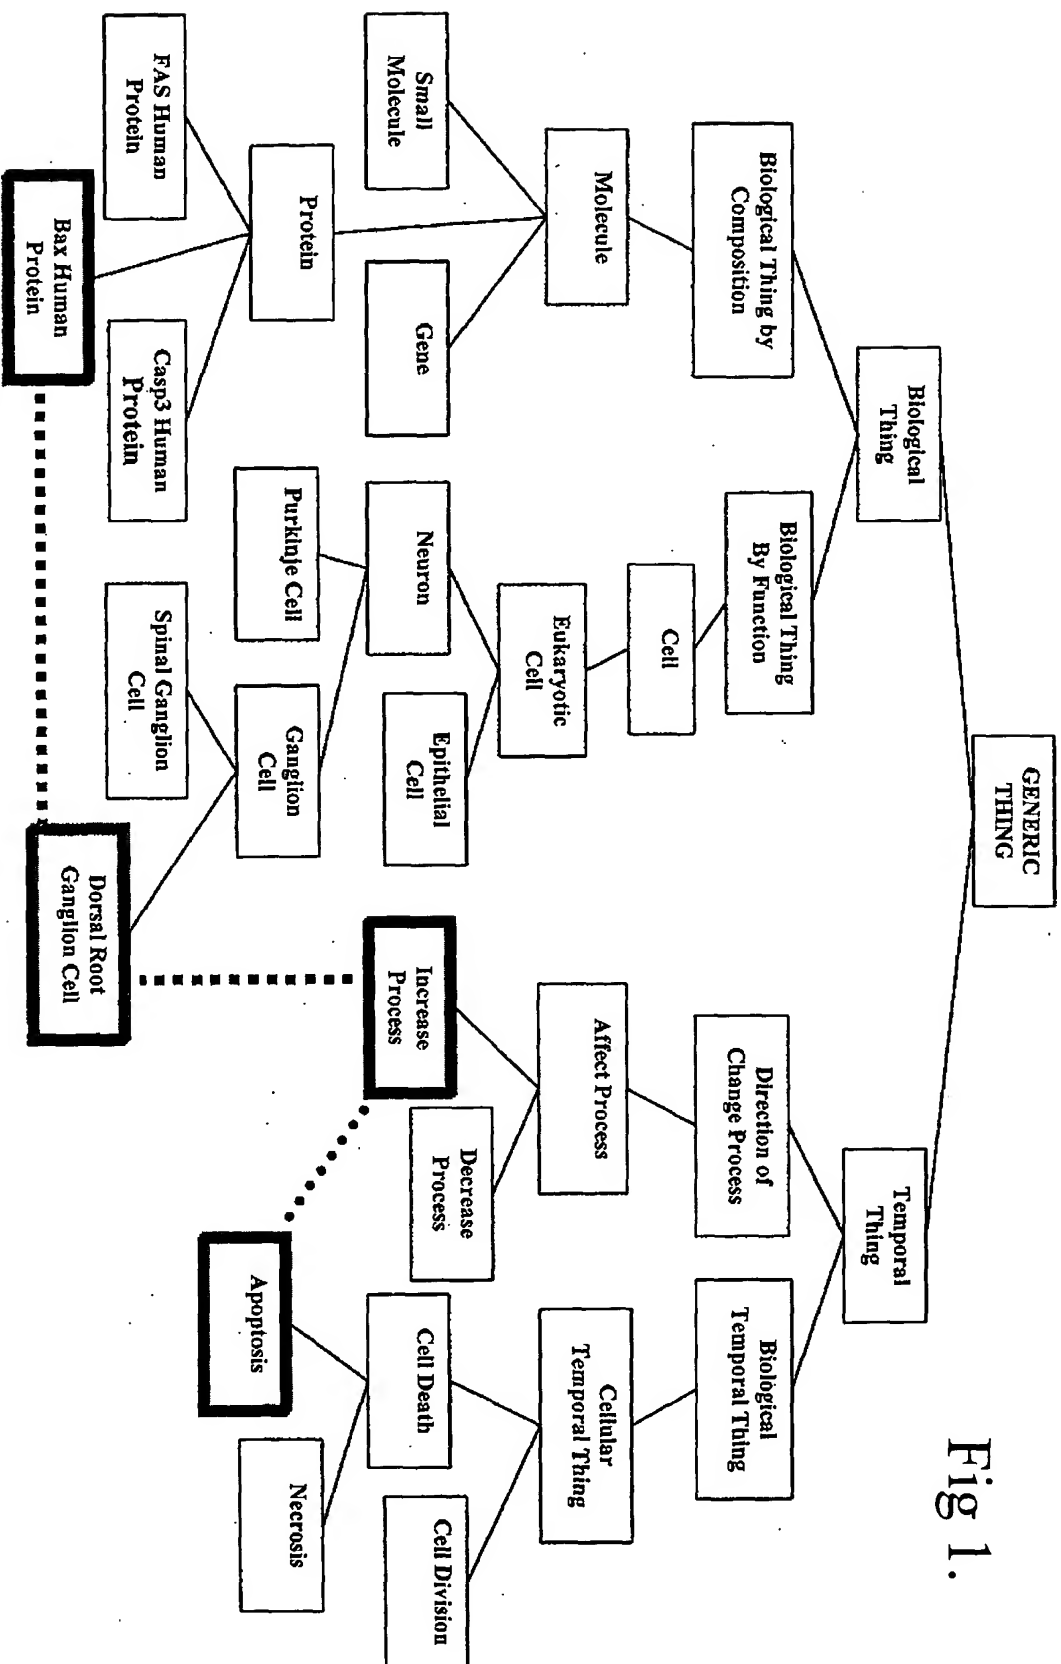 Fig 1.
GENERIC
THING
Biological
Thing
Temporal
Thing
Biological Thing by
Composition
Biological Thing
By Function
Direction of
Change Process
Biological
Temporal Thing
Molecule
Cell
Affect Process
Cellular
Temporal Thing
Small
Molecule
Gene
Eukaryotic
Cell
Increase
Process
Decrease
Process
Cell Death
Cell Division
Protein
Neuron
Epithelial
Cell
Apoptosis
Necrosis
FAS Human
Protein
Casp3 Human
Protein
Purkinje Cell
Ganglion
Cell
Bax Human
Protein
Spinal Ganglion
Cell
Dorsal Root
Ganglion Cell